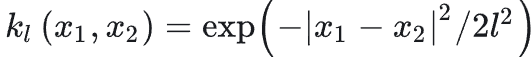 k_l (x_1, x_2) = exp(−|x_1 − x_2|^2/2l^2)